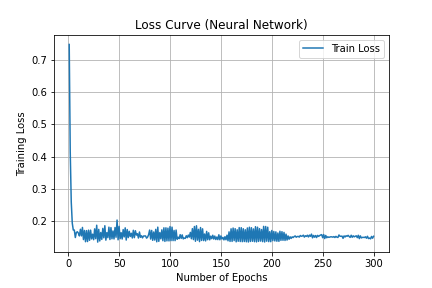 Loss Curve (Neural Network)
Train Loss
Training Loss
0.7
0.6
0.5
0.4
0.3
0.2
0 50 100 150 200 250 300
Number of Epochs